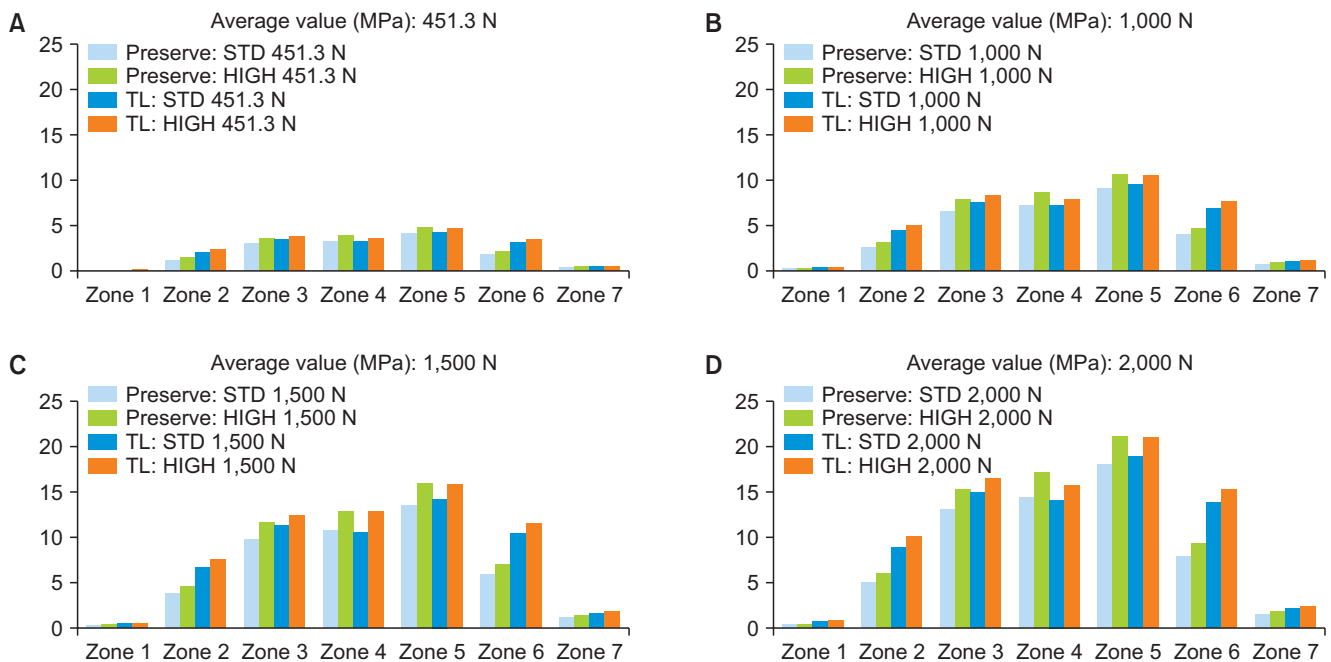 A
Average value (MPa): 451.3 N
25
20
15
10
5
0
Preserve: STD 451.3 N
Preserve: HIGH 451.3 N
TL: STD 451.3 N
TL: HIGH 451.3 N
Zone 1 Zone 2 Zone 3 Zone 4 Zone 5 Zone 6 Zone 7
B
Average value (MPa): 1,000 N
25
20
15
10
5
0
Preserve: STD 1,000 N
Preserve: HIGH 1,000 N
TL: STD 1,000 N
TL: HIGH 1,000 N
Zone 1 Zone 2 Zone 3 Zone 4 Zone 5 Zone 6 Zone 7
C
Average value (MPa): 1,500 N
25
20
15
10
5
0
Preserve: STD 1,500 N
Preserve: HIGH 1,500 N
TL: STD 1,500 N
TL: HIGH 1,500 N
Zone 1 Zone 2 Zone 3 Zone 4 Zone 5 Zone 6 Zone 7
D
Average value (MPa): 2,000 N
25
20
15
10
5
0
Preserve: STD 2,000 N
Preserve: HIGH 2,000 N
TL: STD 2,000 N
TL: HIGH 2,000 N
Zone 1 Zone 2 Zone 3 Zone 4 Zone 5 Zone 6 Zone 7